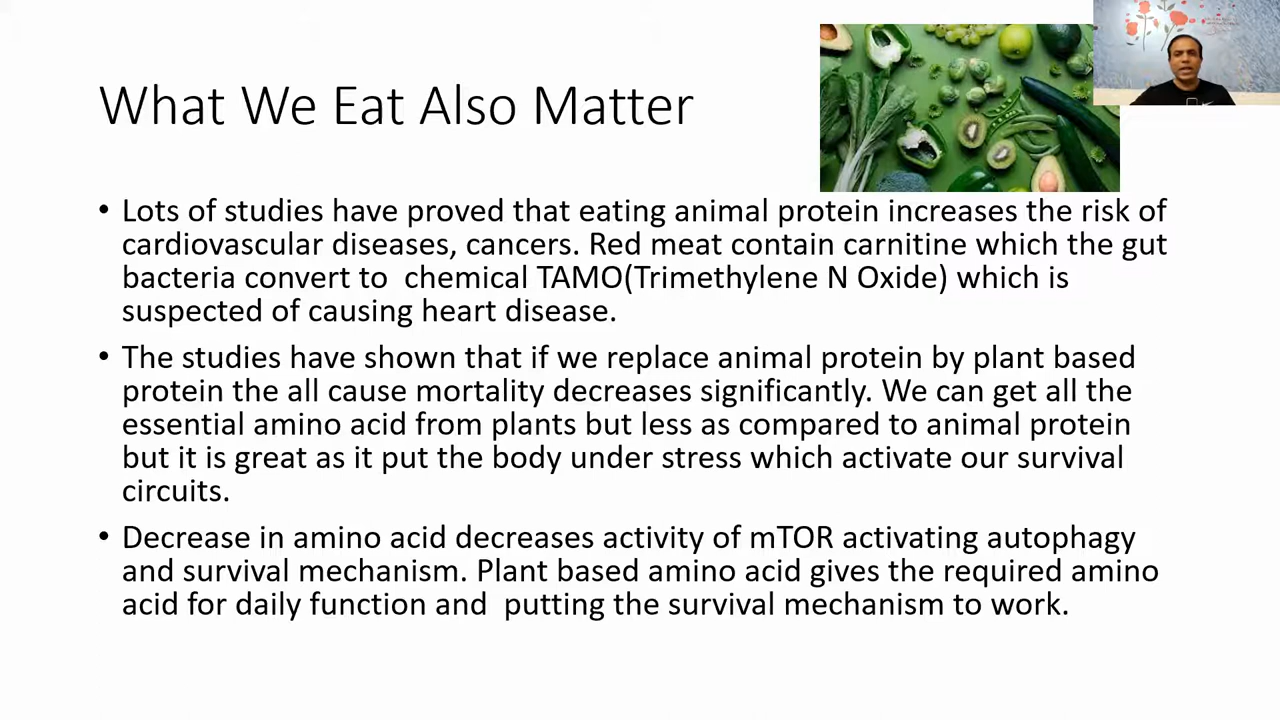 What We Eat Also Matter
• Lots of studies have proved that eating animal protein increases the risk of
cardiovascular diseases, cancers. Red meat contain carnitine which the gut
bacteria convert to  chemical TAMO(Trimethylene N Oxide) which is
suspected of causing heart disease.
• The studies have shown that if we replace animal protein by plant based
protein the all cause mortality decreases significantly. We can get all the
essential amino acid from plants but less as compared to animal protein
but it is great as it put the body under stress which activate our survival
circuits.
• Decrease in amino acid decreases activity of mTOR activating autophagy
and survival mechanism. Plant based amino acid gives the required amino
acid for daily function and  putting the survival mechanism to work.